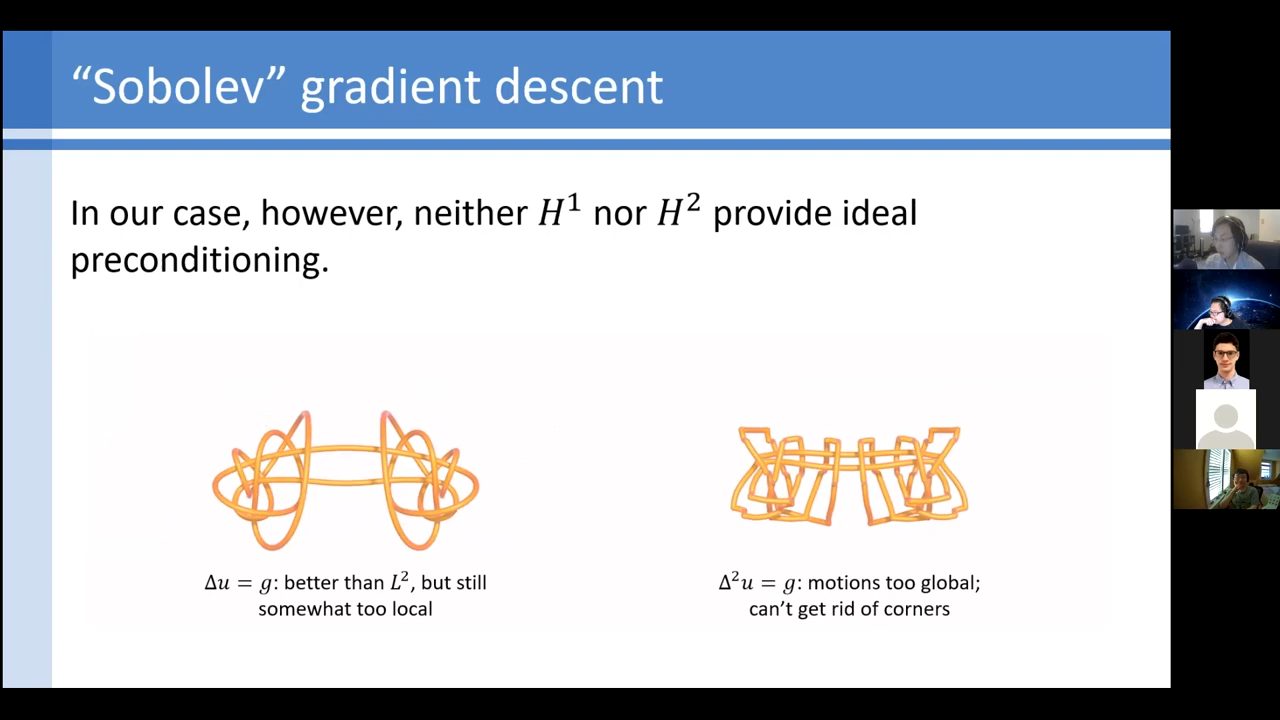 “Sobolev” gradient descent
In our case, however, neither H¹ nor H² provide ideal
preconditioning.
Δu = g: better than L², but still
somewhat too local
Δ²u = g: motions too global;
can’t get rid of corners